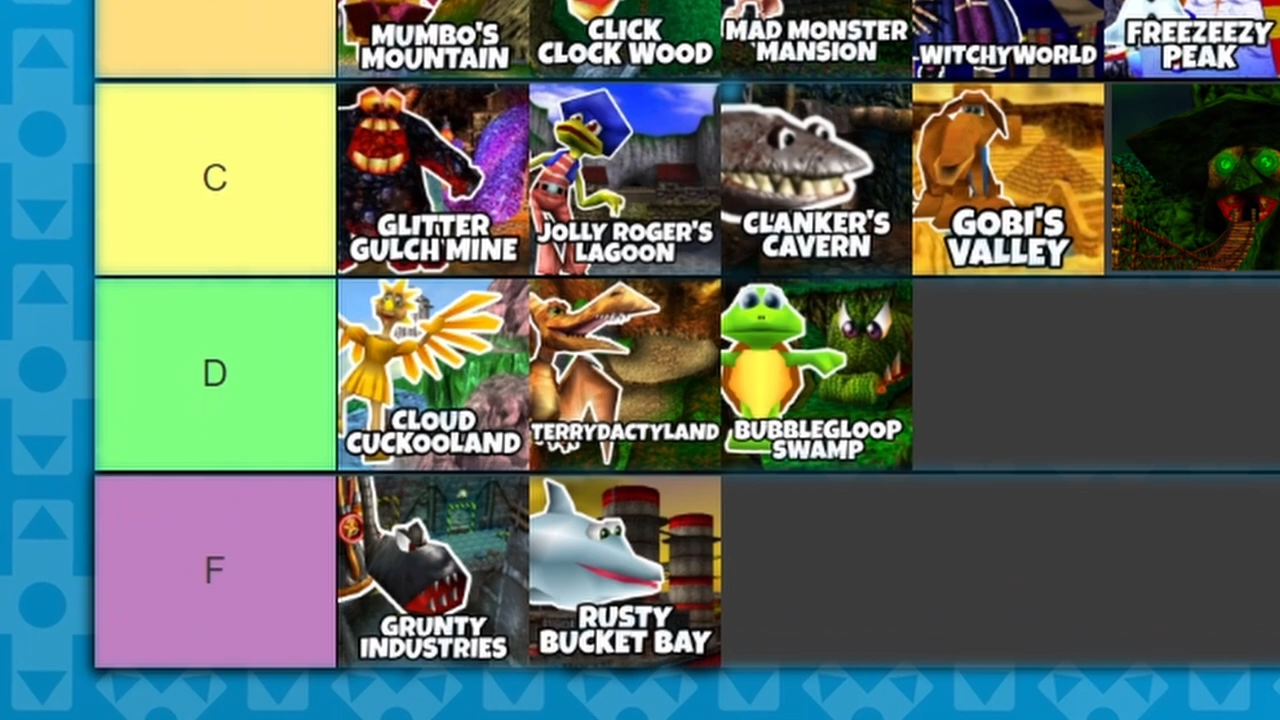 MUMBO'S
MOUNTAIN
CLICK
CLOCK WOOD
MAD MONSTER
MANSION
WITCHYWORLD
FREEZEEZY
PEAK
C
GLITTER
GULCH MINE
JOLLY ROGER'S
LAGOON
CLANKER'S
CAVERN
GOBI'S
VALLEY
D
CLOUD
CUCKOOLAND
TERRYDACTYLAND
BUBBLEGLOOP
SWAMP
F
GRUNTY
INDUSTRIES
RUSTY
BUCKET BAY